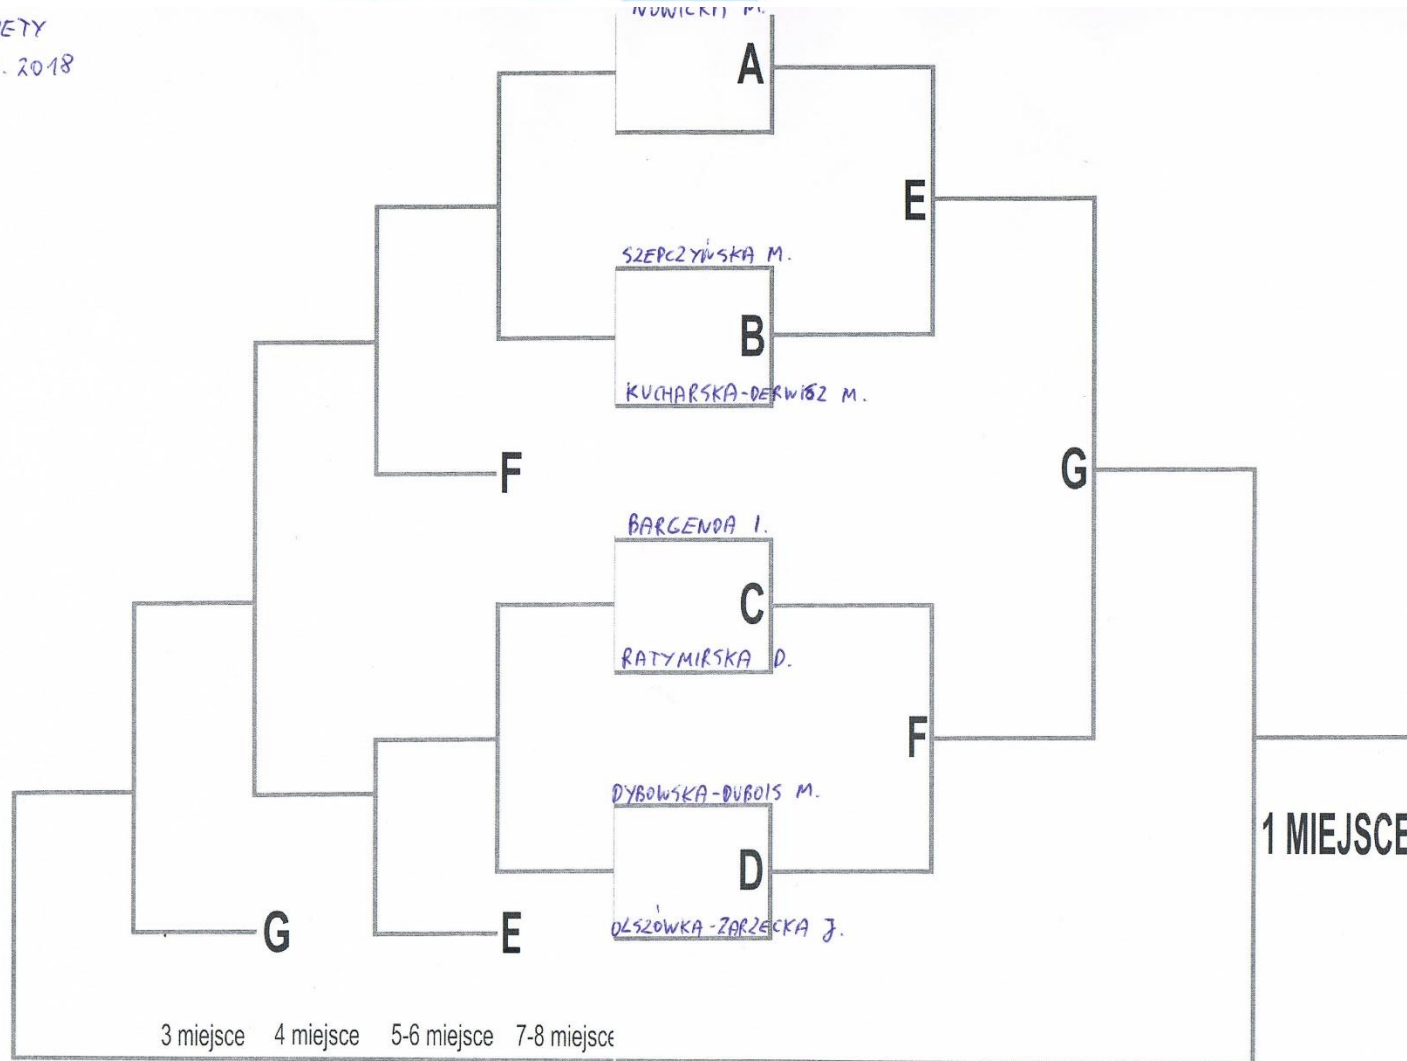 ETY
. 2018
NOWICKA M.
A
E
SZEPCZYŃSKA M.
B
KUCHARSKA-DERWISZ M.
F
G
BARGENDA I.
C
RATYMIRSKA D.
F
DYBOWSKA-DUBOIS M.
D
1 MIEJSCE
OLSZÓWKA-ZARZECKA J.
G
E
3 miejsce 4 miejsce 5-6 miejsce 7-8 miejsce